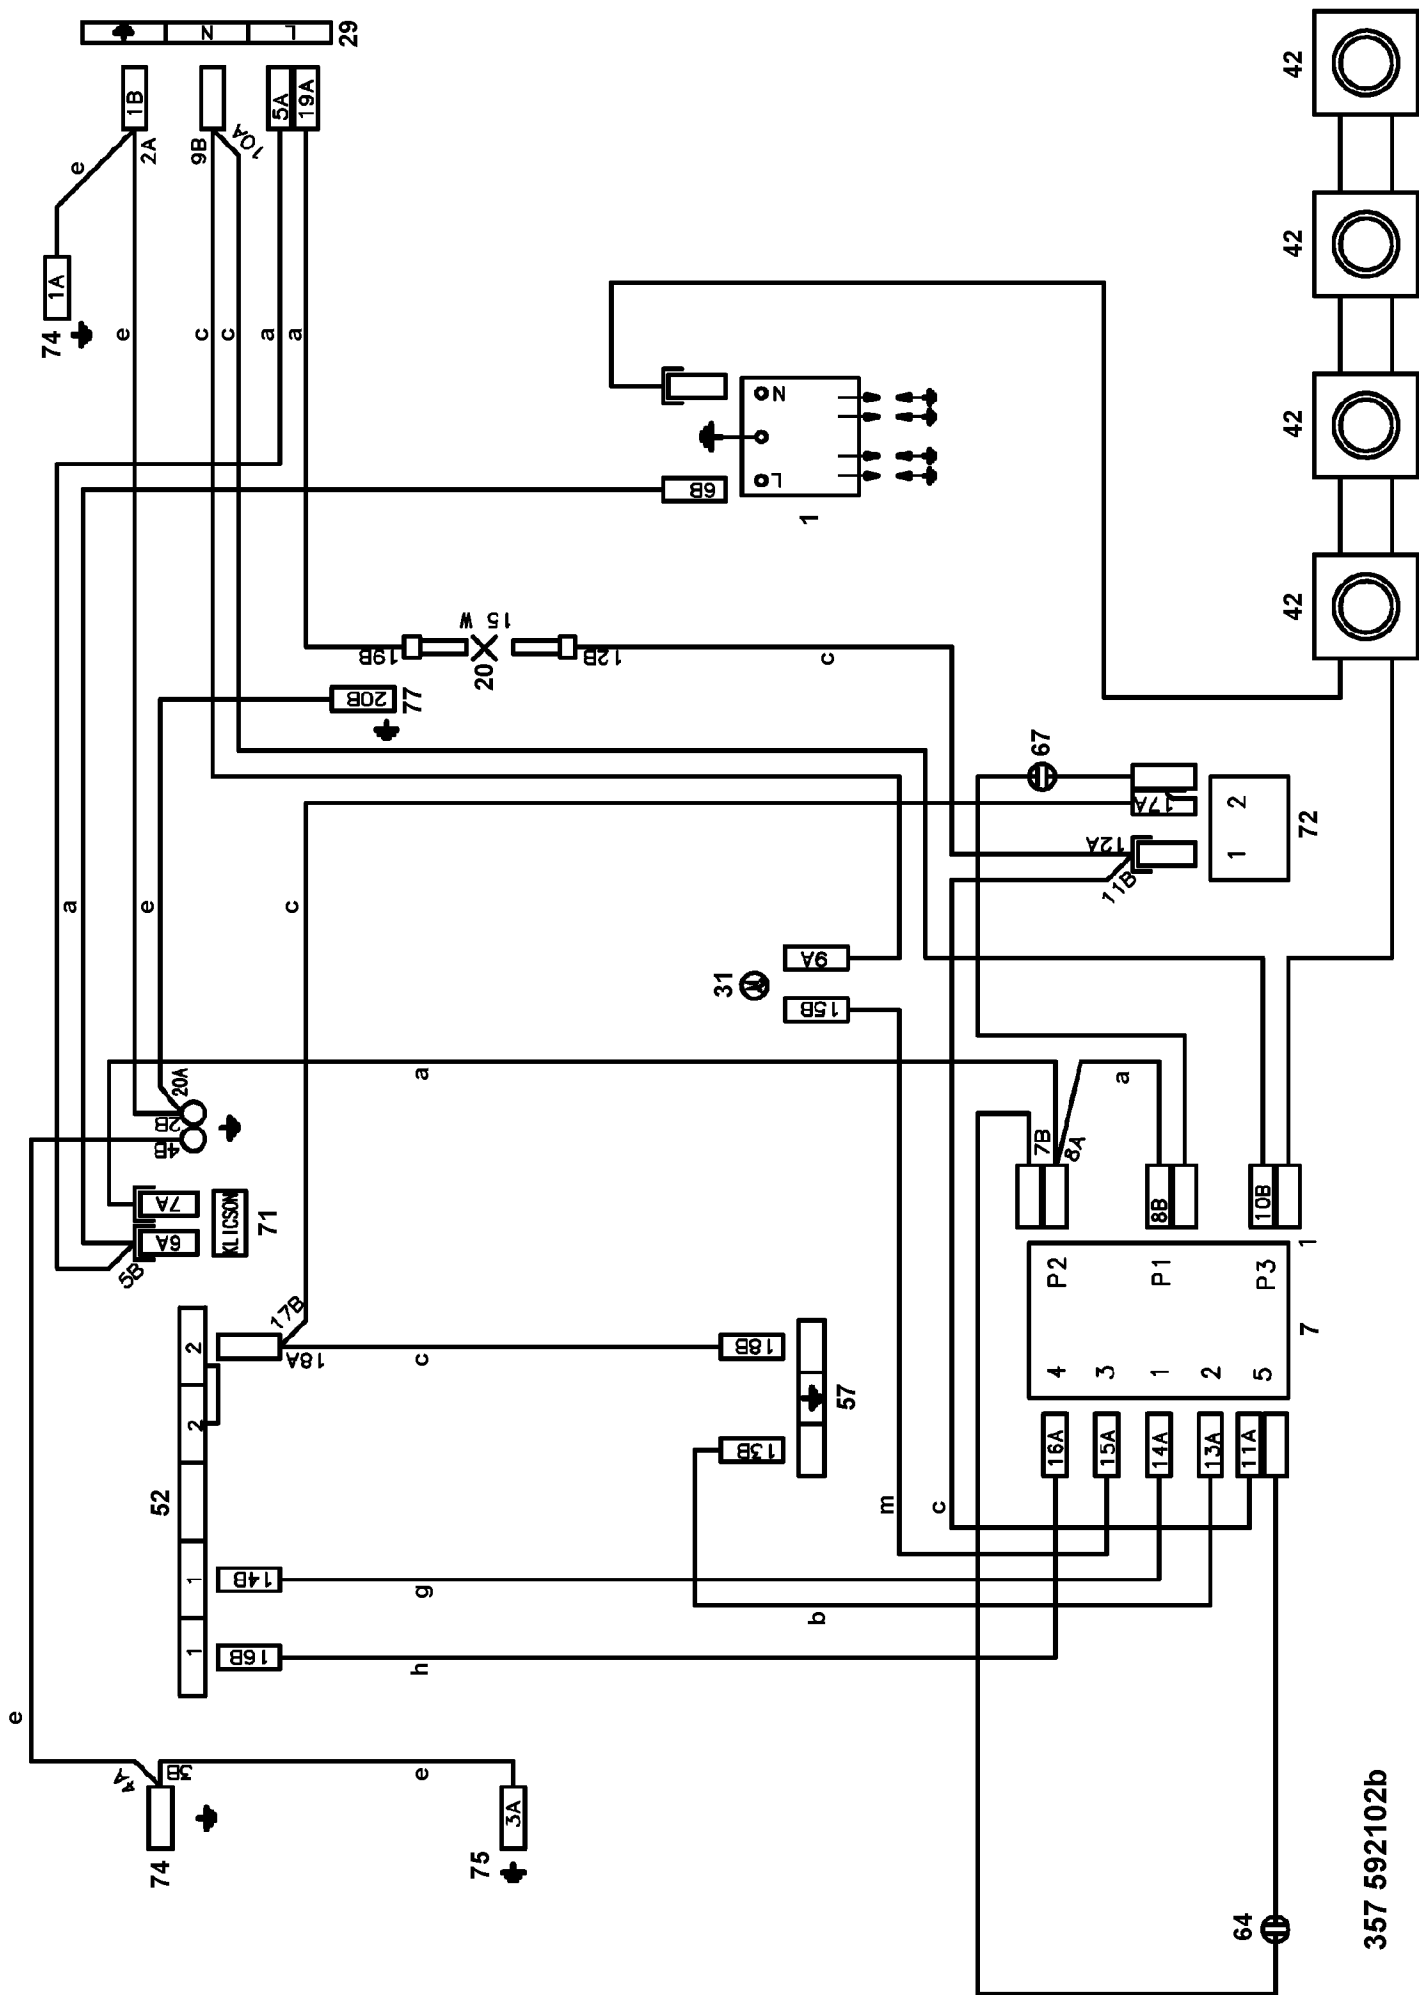 29
L
N
1B
2A
9B
10A
5A
19A
e
1A
74
e
c
c
a
a
42
42
42
42
N
L
6B
1
19B
20
15 W
12B
c
20B
77
67
17A
12A
11B
1 2
72
a
e
c
31
9A
15B
a
a
20A
2B
4B
7A
6A
5B
KLICSON
71
7B
8A
8B
10B
P2
P1
P3
1
7
4
3
1
2
5
16A
15A
14A
13A
11A
17B
18A
c
18B
13B
57
52
2
2
1
1
14B
16B
m
c
g
b
h
e
4A
3B
e
74
3A
75
64
357 592102b